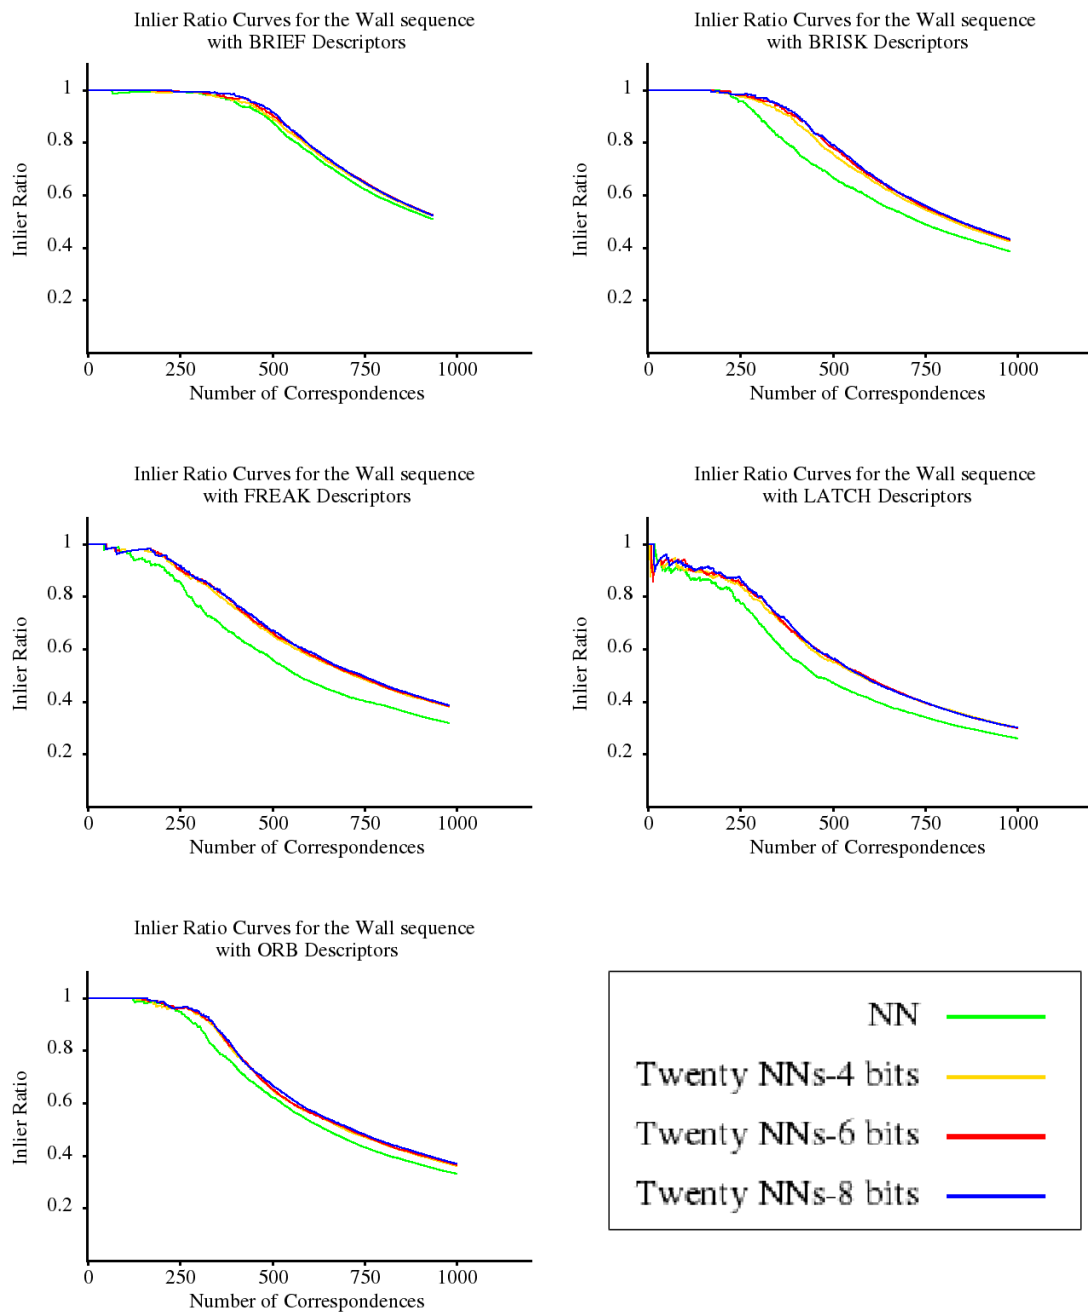 Inlier Ratio Curves for the Wall sequence
with BRIEF Descriptors
1
0.8
0.6
0.4
0.2
Inlier Ratio
0 250 500 750 1000
Number of Correspondences
Inlier Ratio Curves for the Wall sequence
with BRISK Descriptors
1
0.8
0.6
0.4
0.2
Inlier Ratio
0 250 500 750 1000
Number of Correspondences
Inlier Ratio Curves for the Wall sequence
with FREAK Descriptors
1
0.8
0.6
0.4
0.2
Inlier Ratio
0 250 500 750 1000
Number of Correspondences
Inlier Ratio Curves for the Wall sequence
with LATCH Descriptors
1
0.8
0.6
0.4
0.2
Inlier Ratio
0 250 500 750 1000
Number of Correspondences
Inlier Ratio Curves for the Wall sequence
with ORB Descriptors
1
0.8
0.6
0.4
0.2
Inlier Ratio
0 250 500 750 1000
Number of Correspondences
NN
Twenty NNs-4 bits
Twenty NNs-6 bits
Twenty NNs-8 bits